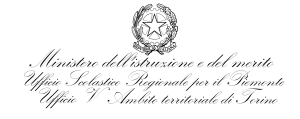 Ministero dell'istruzione e del merito
Ufficio Scolastico Regionale per il Piemonte
Ufficio V Ambito territoriale di Torino